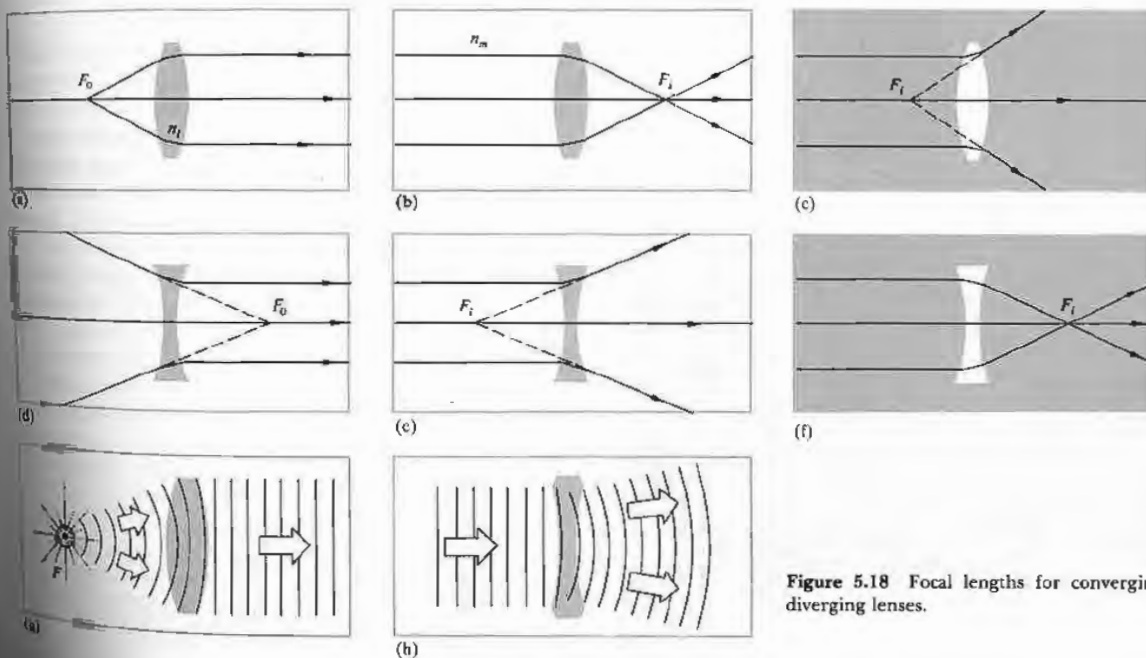 F₀
n_l
(a)
n_m
F_i
(b)
F_i
(c)
F₀
(d)
F_i
(e)
F_i
(f)
F
(g)
(h)
Figure 5.18 Focal lengths for convergin
diverging lenses.